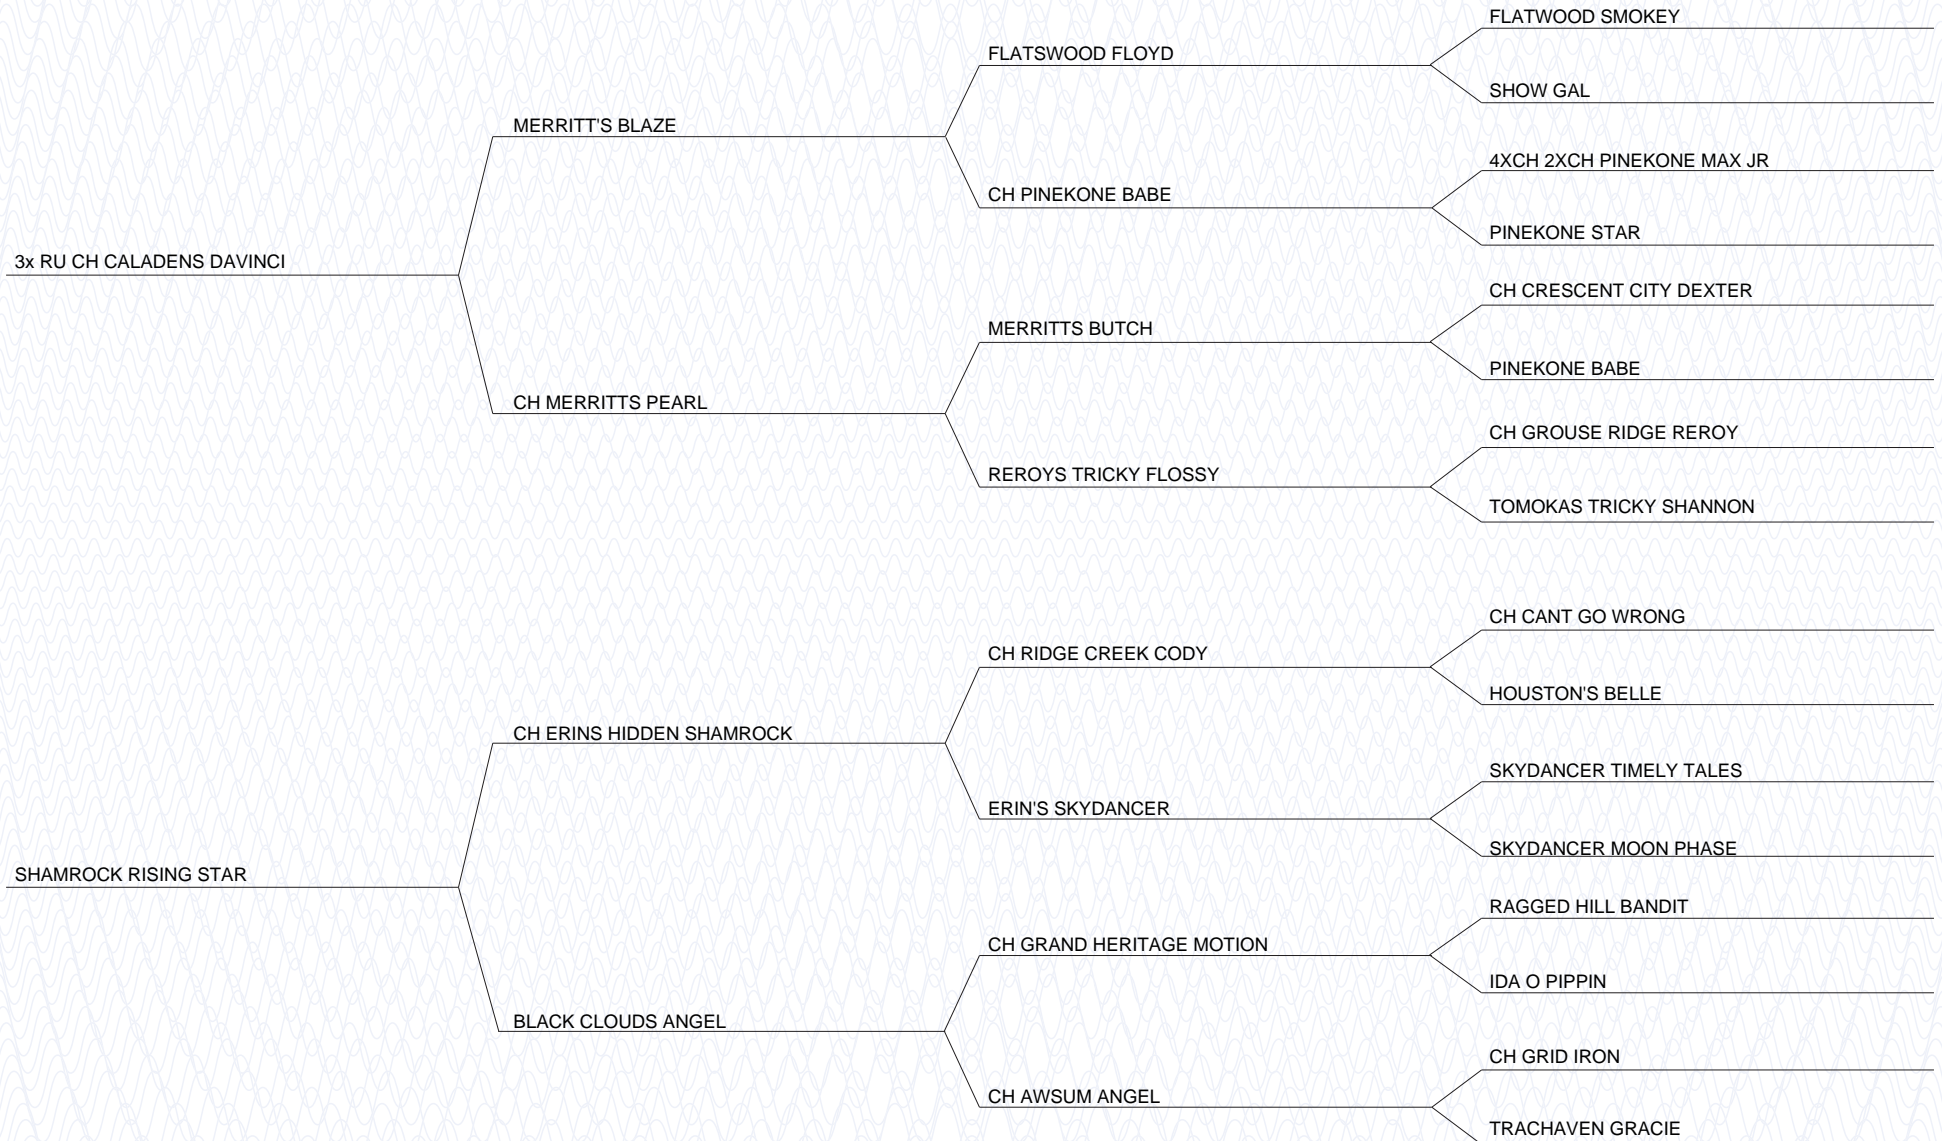 FLATWOOD SMOKEY
FLATSWOOD FLOYD
SHOW GAL
MERRITT'S BLAZE
4XCH 2XCH PINEKONE MAX JR
CH PINEKONE BABE
PINEKONE STAR
3x RU CH CALADENS DAVINCI
CH CRESCENT CITY DEXTER
MERRITTS BUTCH
PINEKONE BABE
CH MERRITTS PEARL
CH GROUSE RIDGE REROY
REROYS TRICKY FLOSSY
TOMOKAS TRICKY SHANNON
CH CANT GO WRONG
CH RIDGE CREEK CODY
HOUSTON'S BELLE
CH ERINS HIDDEN SHAMROCK
SKYDANCER TIMELY TALES
ERIN'S SKYDANCER
SKYDANCER MOON PHASE
SHAMROCK RISING STAR
RAGGED HILL BANDIT
CH GRAND HERITAGE MOTION
IDA O PIPPIN
BLACK CLOUDS ANGEL
CH GRID IRON
CH AWSUM ANGEL
TRACHAVEN GRACIE